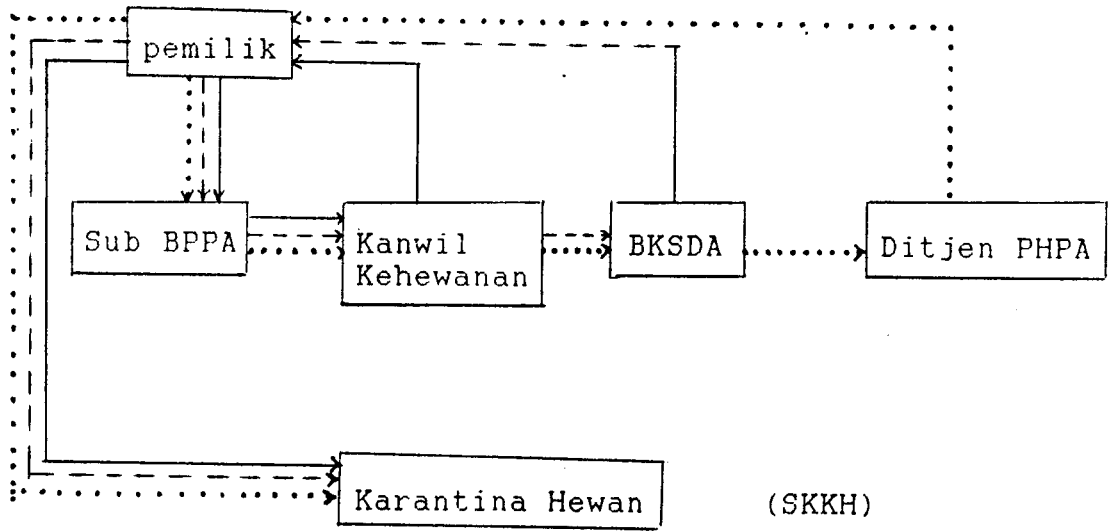 pemilik
Sub BPPA
Kanwil
Kehewanan
BKSDA
Ditjen PHPA
Karantina Hewan
(SKKH)